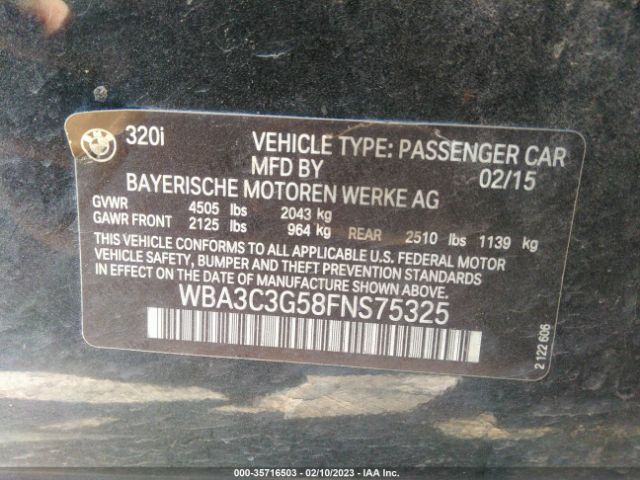 320i VEHICLE TYPE: PASSENGER CAR
MFD BY 02/15
BAYERISCHE MOTOREN WERKE AG
GVWR 4505 lbs 2043 kg
GAWR FRONT 2125 lbs 964 kg REAR 2510 lbs 1139 kg
THIS VEHICLE CONFORMS TO ALL APPLICABLE U.S. FEDERAL MOTOR
VEHICLE SAFETY, BUMPER AND THEFT PREVENTION STANDARDS
IN EFFECT ON THE DATE OF MANUFACTURE SHOWN ABOVE.
WBA3C3G58FNS75325
2 122 606
000-35716503 - 02/10/2023 - IAA Inc.